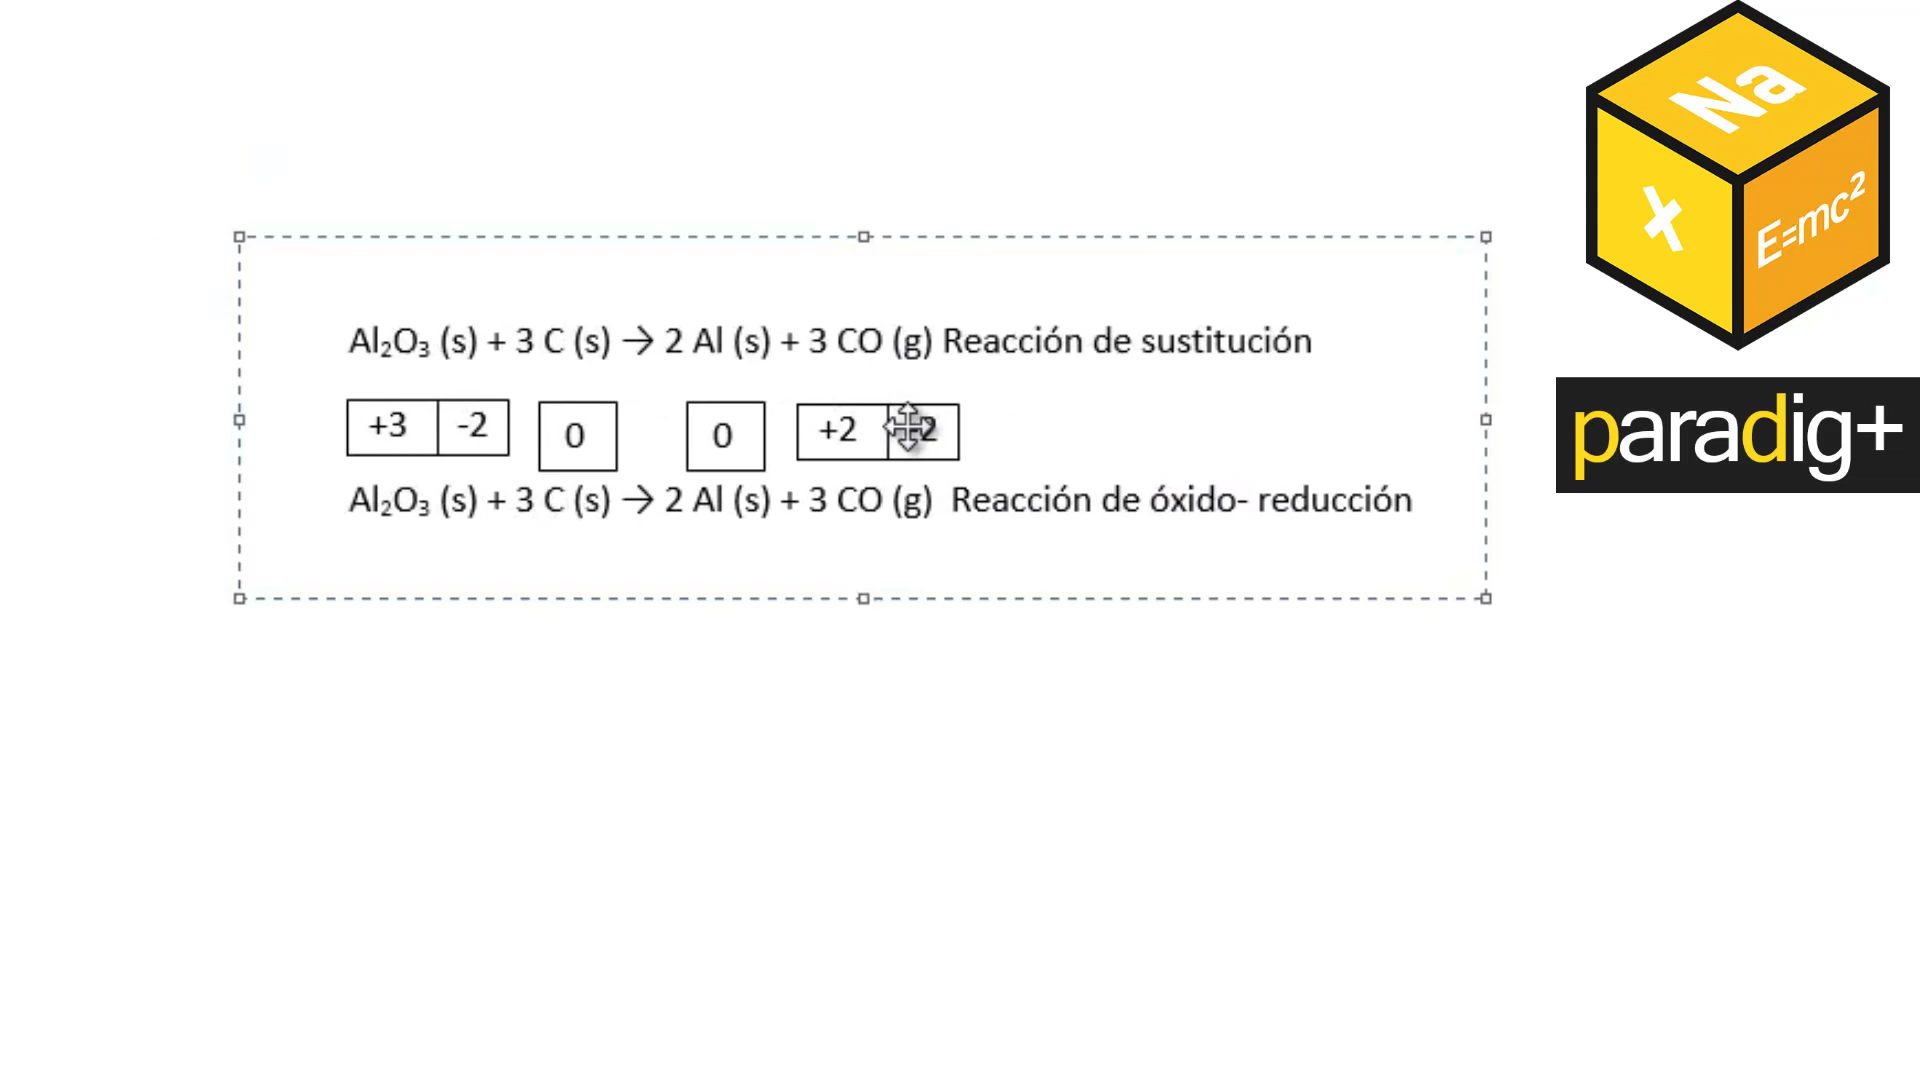 Na
x
E=mc²
paradig+
Al₂O₃ (s) + 3 C (s) → 2 Al (s) + 3 CO (g) Reacción de sustitución
+3 -2 0 0 +2
Al₂O₃ (s) + 3 C (s) → 2 Al (s) + 3 CO (g) Reacción de óxido- reducción